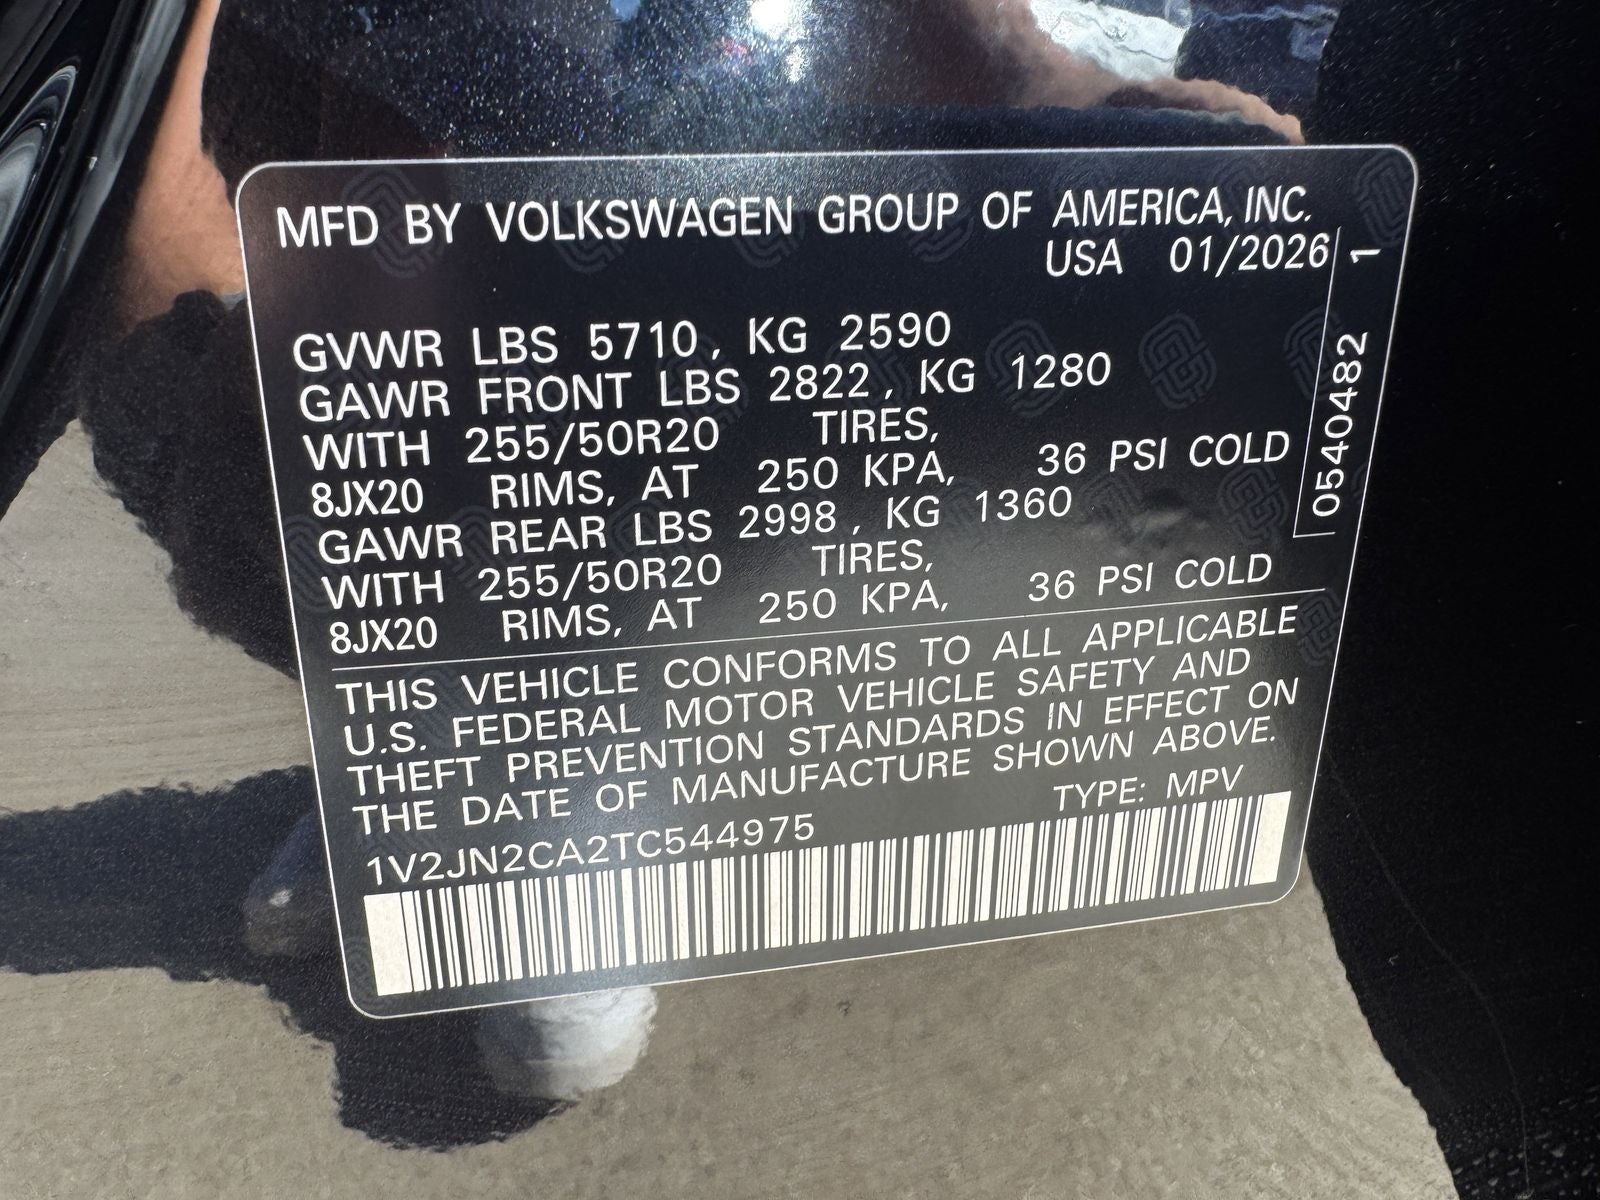 MFD BY VOLKSWAGEN GROUP OF AMERICA, INC.
USA 01/2026
GVWR LBS 5710, KG 2590
GAWR FRONT LBS 2822, KG 1280
WITH 255/50R20 TIRES,
8JX20 RIMS, AT 250 KPA, 36 PSI COLD
GAWR REAR LBS 2998, KG 1360
WITH 255/50R20 TIRES,
8JX20 RIMS, AT 250 KPA, 36 PSI COLD
THIS VEHICLE CONFORMS TO ALL APPLICABLE
U.S. FEDERAL MOTOR VEHICLE SAFETY AND
THEFT PREVENTION STANDARDS IN EFFECT ON
THE DATE OF MANUFACTURE SHOWN ABOVE.
TYPE: MPV
1V2JN2CA2TC544975
0540482 1